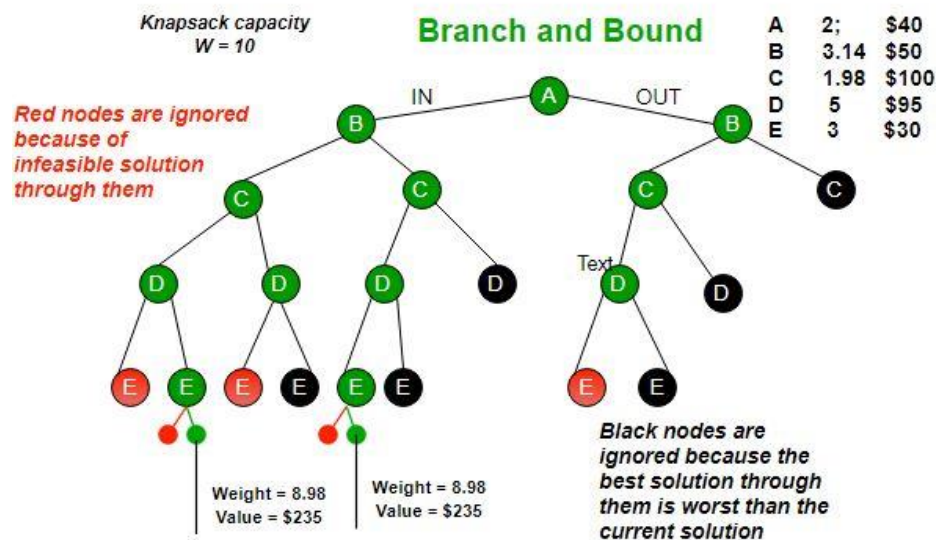 Knapsack capacity
W = 10
Branch and Bound
A 2; $40
B 3.14 $50
C 1.98 $100
D 5 $95
E 3 $30
Red nodes are ignored
because of
infeasible solution
through them
IN
OUT
A
B
B
C
C
C
C
D
D
D
D
Text
D
D
E
E
E
E
E
E
E
E
Weight = 8.98
Value = $235
Weight = 8.98
Value = $235
Black nodes are
ignored because the
best solution through
them is worst than the
current solution